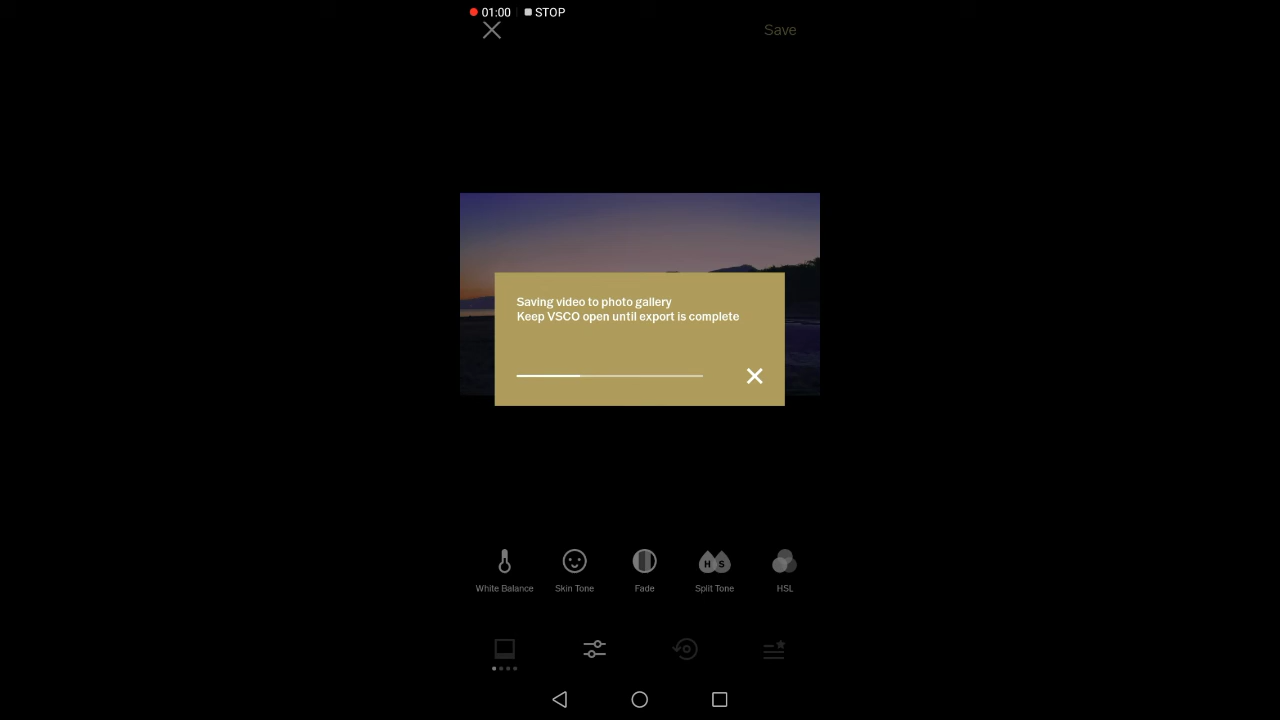 01:00 STOP
Save
Saving video to photo gallery
Keep VSCO open until export is complete
H S
White Balance Skin Tone Fade Split Tone HSL